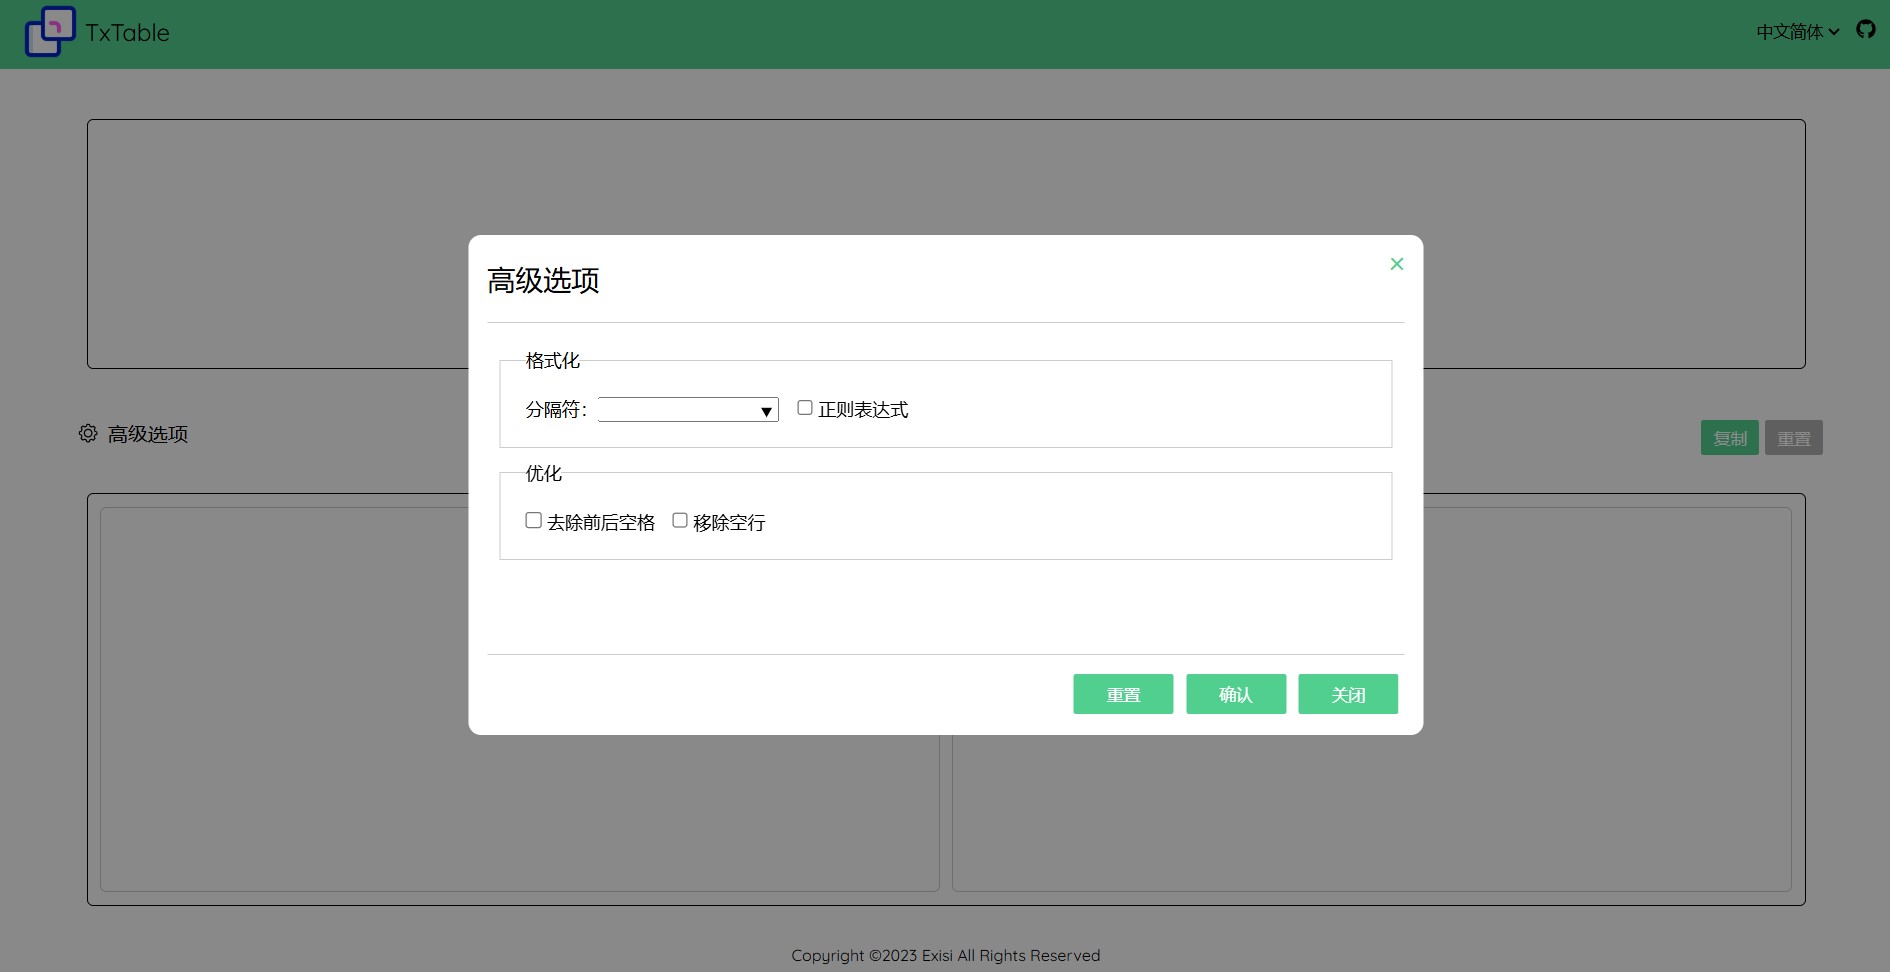 TxTable
中文简体
高级选项
格式化
分隔符：
正则表达式
高级选项
复制
重置
优化
去除前后空格
移除空行
重置
确认
关闭
Copyright ©2023 Exisi All Rights Reserved